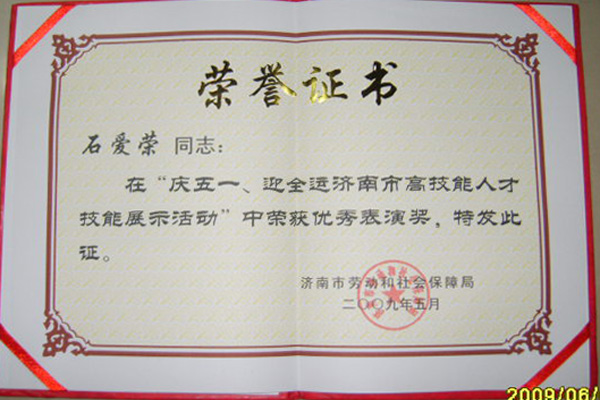 荣誉证书
石爱荣 同志：
在“庆五一、迎全运济南市高技能人才
技能展示活动”中荣获优秀表演奖，特发此
证。
济南市劳动和社会保障局
二〇〇九年五月
2009/06/